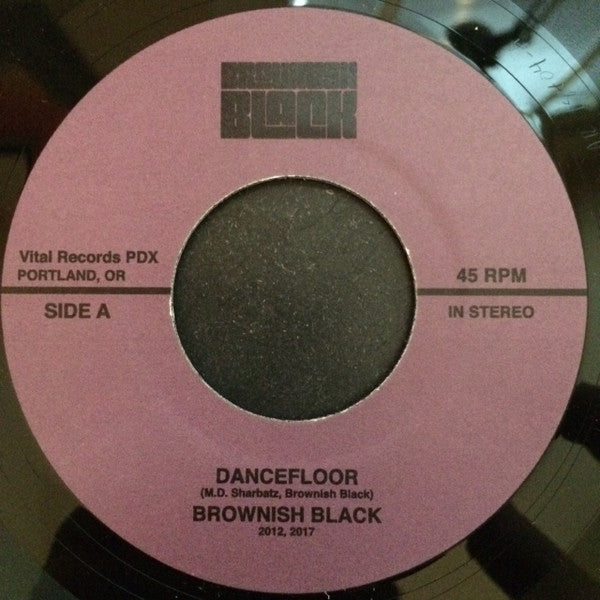 BROWNISH
BLACK
Vital Records PDX
PORTLAND, OR
45 RPM
SIDE A
IN STEREO
DANCEFLOOR
(M.D. Sharbatz, Brownish Black)
BROWNISH BLACK
2012, 2017